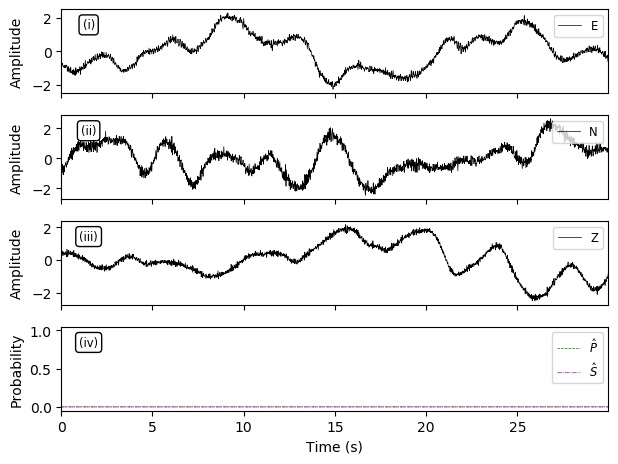 (i)
E
Amplitude
2
0
−2
(ii)
N
Amplitude
2
0
−2
(iii)
Z
Amplitude
2
0
−2
(iv)
P̂
Ŝ
Probability
1.0
0.5
0.0
0 5 10 15 20 25
Time (s)